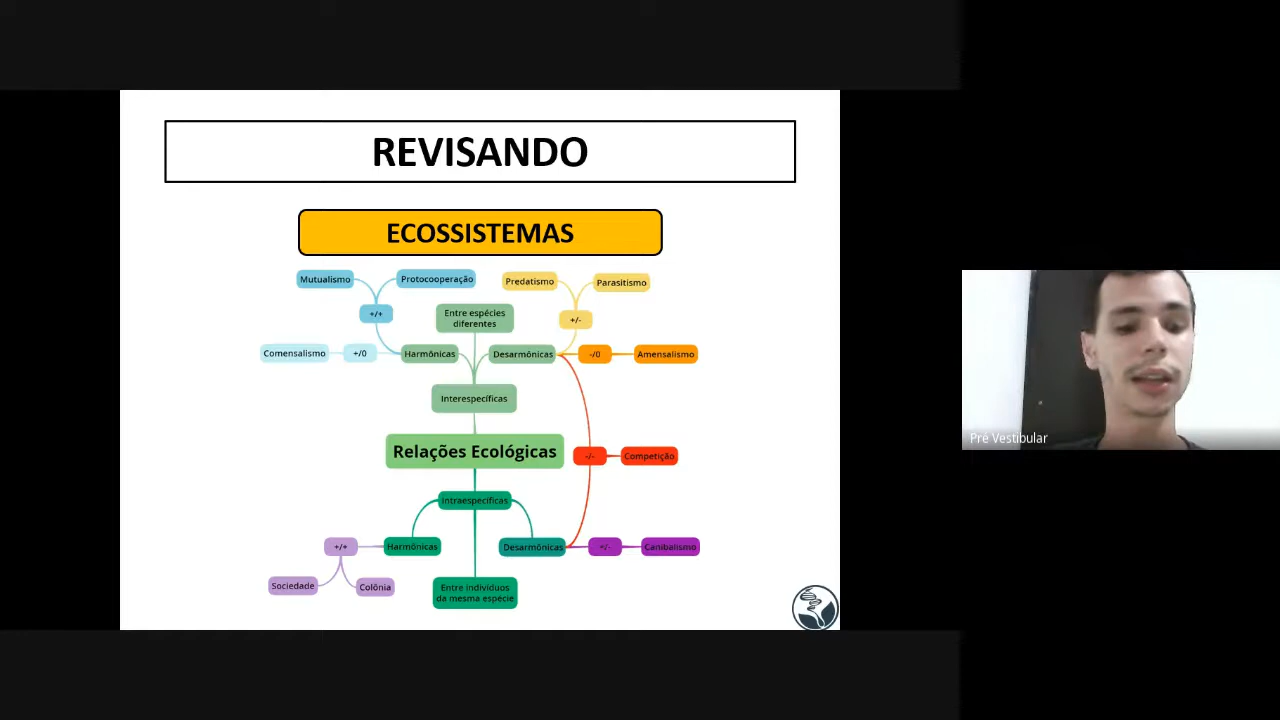 REVISANDO
ECOSSISTEMAS
Mutualismo
Protocooperação
Predatismo
Parasitismo
+/+
Entre espécies
diferentes
+/-
Comensalismo
+/0
Harmônicas
Desarmônicas
-/0
Amensalismo
Interespecíficas
Relações Ecológicas
-/-
Competição
Intraespecíficas
+/+
Harmônicas
Desarmônicas
+/-
Canibalismo
Sociedade
Colônia
Entre indivíduos
da mesma espécie
Pré Vestibular